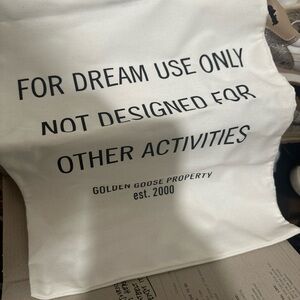 FOR DREAM USE ONLY
NOT DESIGNED FOR
OTHER ACTIVITIES
GOLDEN GOOSE PROPERTY
est. 2000